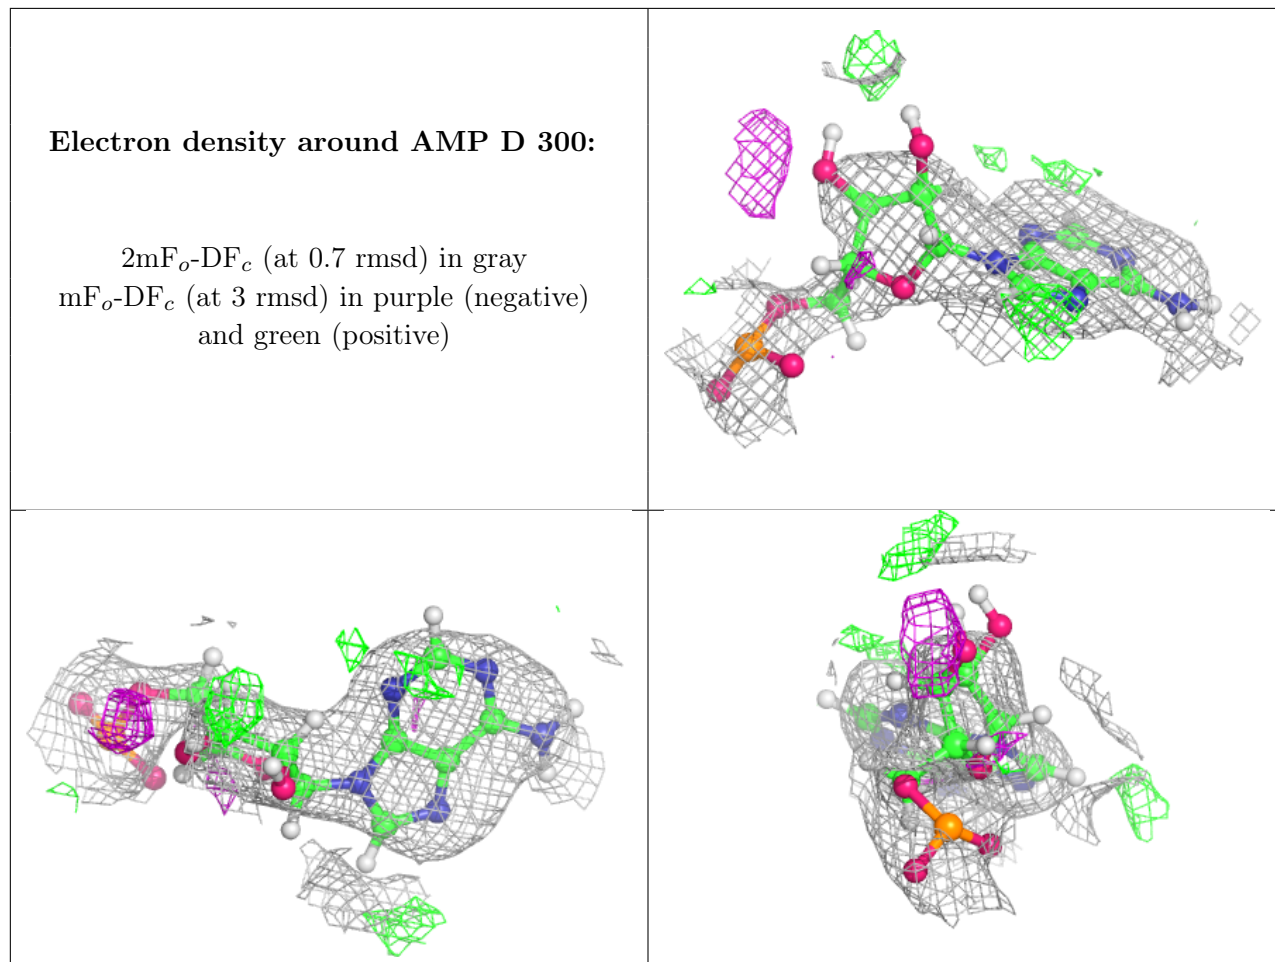 Electron density around AMP D 300:
2mFo-DFc (at 0.7 rmsd) in gray
mFo-DFc (at 3 rmsd) in purple (negative)
and green (positive)